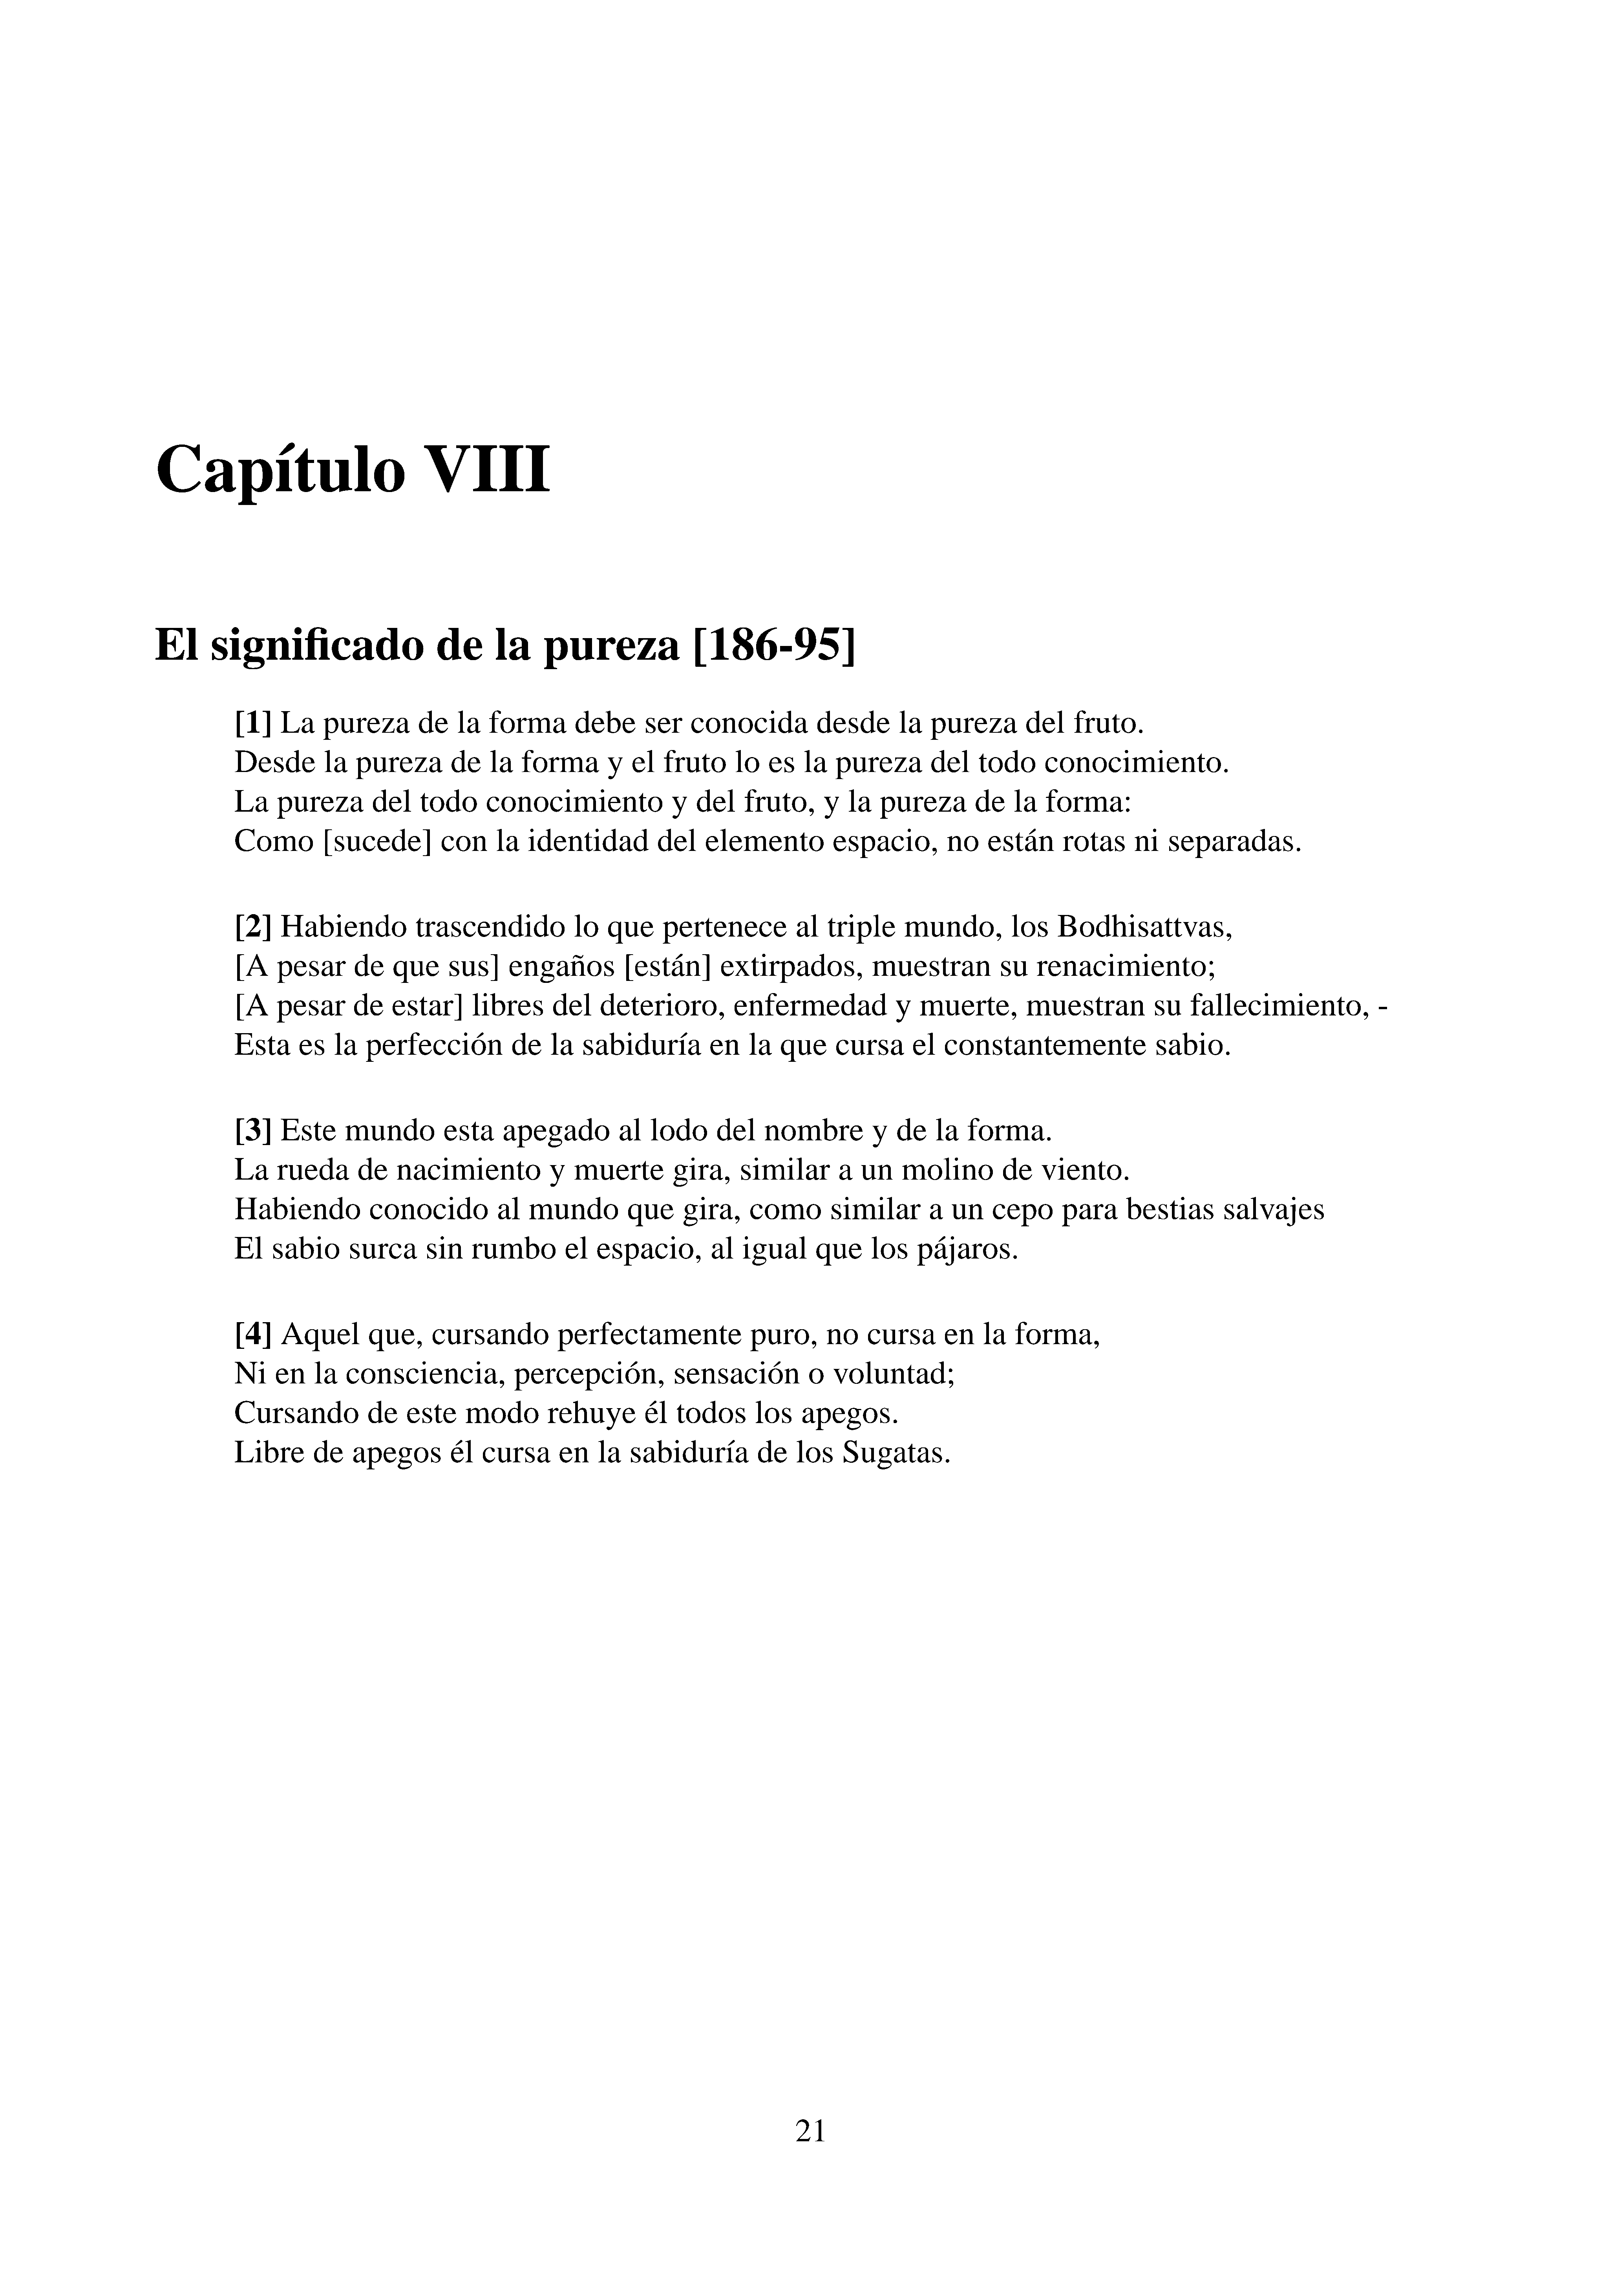 Capítulo VIII
El significado de la pureza [186-95]
[1] La pureza de la forma debe ser conocida desde la pureza del fruto.
Desde la pureza de la forma y el fruto lo es la pureza del todo conocimiento.
La pureza del todo conocimiento y del fruto, y la pureza de la forma:
Como [sucede] con la identidad del elemento espacio, no están rotas ni separadas.
[2] Habiendo trascendido lo que pertenece al triple mundo, los Bodhisattvas,
[A pesar de que sus] engaños [están] extirpados, muestran su renacimiento;
[A pesar de estar] libres del deterioro, enfermedad y muerte, muestran su fallecimiento, -
Esta es la perfección de la sabiduría en la que cursa el constantemente sabio.
[3] Este mundo esta apegado al lodo del nombre y de la forma.
La rueda de nacimiento y muerte gira, similar a un molino de viento.
Habiendo conocido al mundo que gira, como similar a un cepo para bestias salvajes
El sabio surca sin rumbo el espacio, al igual que los pájaros.
[4] Aquel que, cursando perfectamente puro, no cursa en la forma,
Ni en la consciencia, percepción, sensación o voluntad;
Cursando de este modo rehuye él todos los apegos.
Libre de apegos él cursa en la sabiduría de los Sugatas.
21